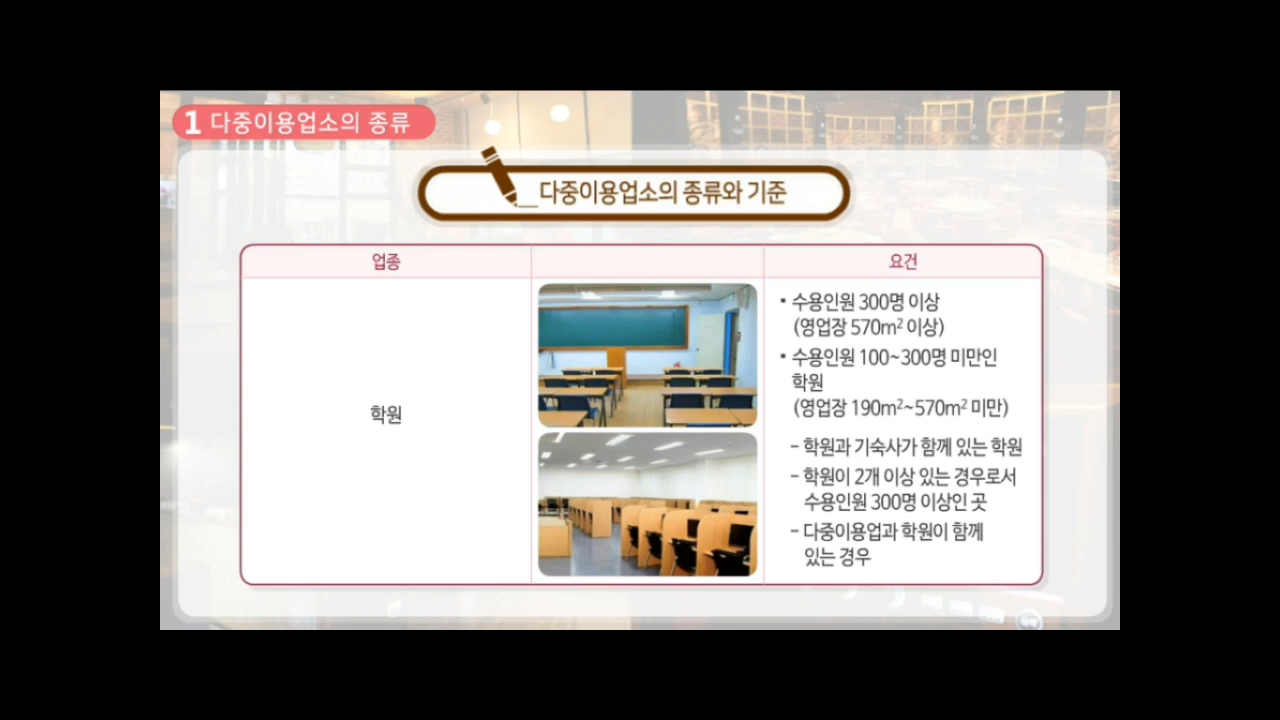 1 다중이용업소의 종류
다중이용업소의 종류와 기준
업종
요건
학원
▪ 수용인원 300명 이상
(영업장 570m² 이상)
▪ 수용인원 100~300명 미만인
학원
(영업장 190m²~570m² 미만)
- 학원과 기숙사가 함께 있는 학원
- 학원이 2개 이상 있는 경우로서
수용인원 300명 이상인 곳
- 다중이용업과 학원이 함께
있는 경우